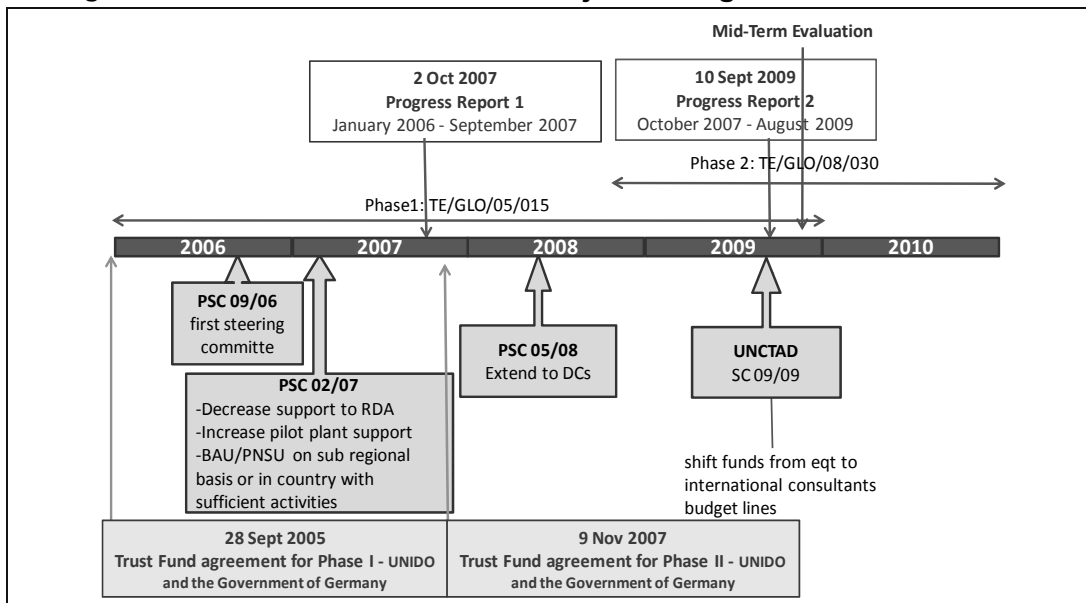 Mid-Term Evaluation
2 Oct 2007
Progress Report 1
January 2006 - September 2007
10 Sept 2009
Progress Report 2
October 2007 - August 2009
Phase 2: TE/GLO/08/030
Phase1: TE/GLO/05/015
2006 2007 2008 2009 2010
PSC 09/06
first steering
committe
PSC 02/07
-Decrease support to RDA
-Increase pilot plant support
-BAU/PNSU on sub regional
basis or in country with
sufficient activities
PSC 05/08
Extend to DCs
UNCTAD
SC 09/09
shift funds from eqt to
international consultants
budget lines
28 Sept 2005
Trust Fund agreement for Phase I - UNIDO
and the Government of Germany
9 Nov 2007
Trust Fund agreement for Phase II - UNIDO
and the Government of Germany